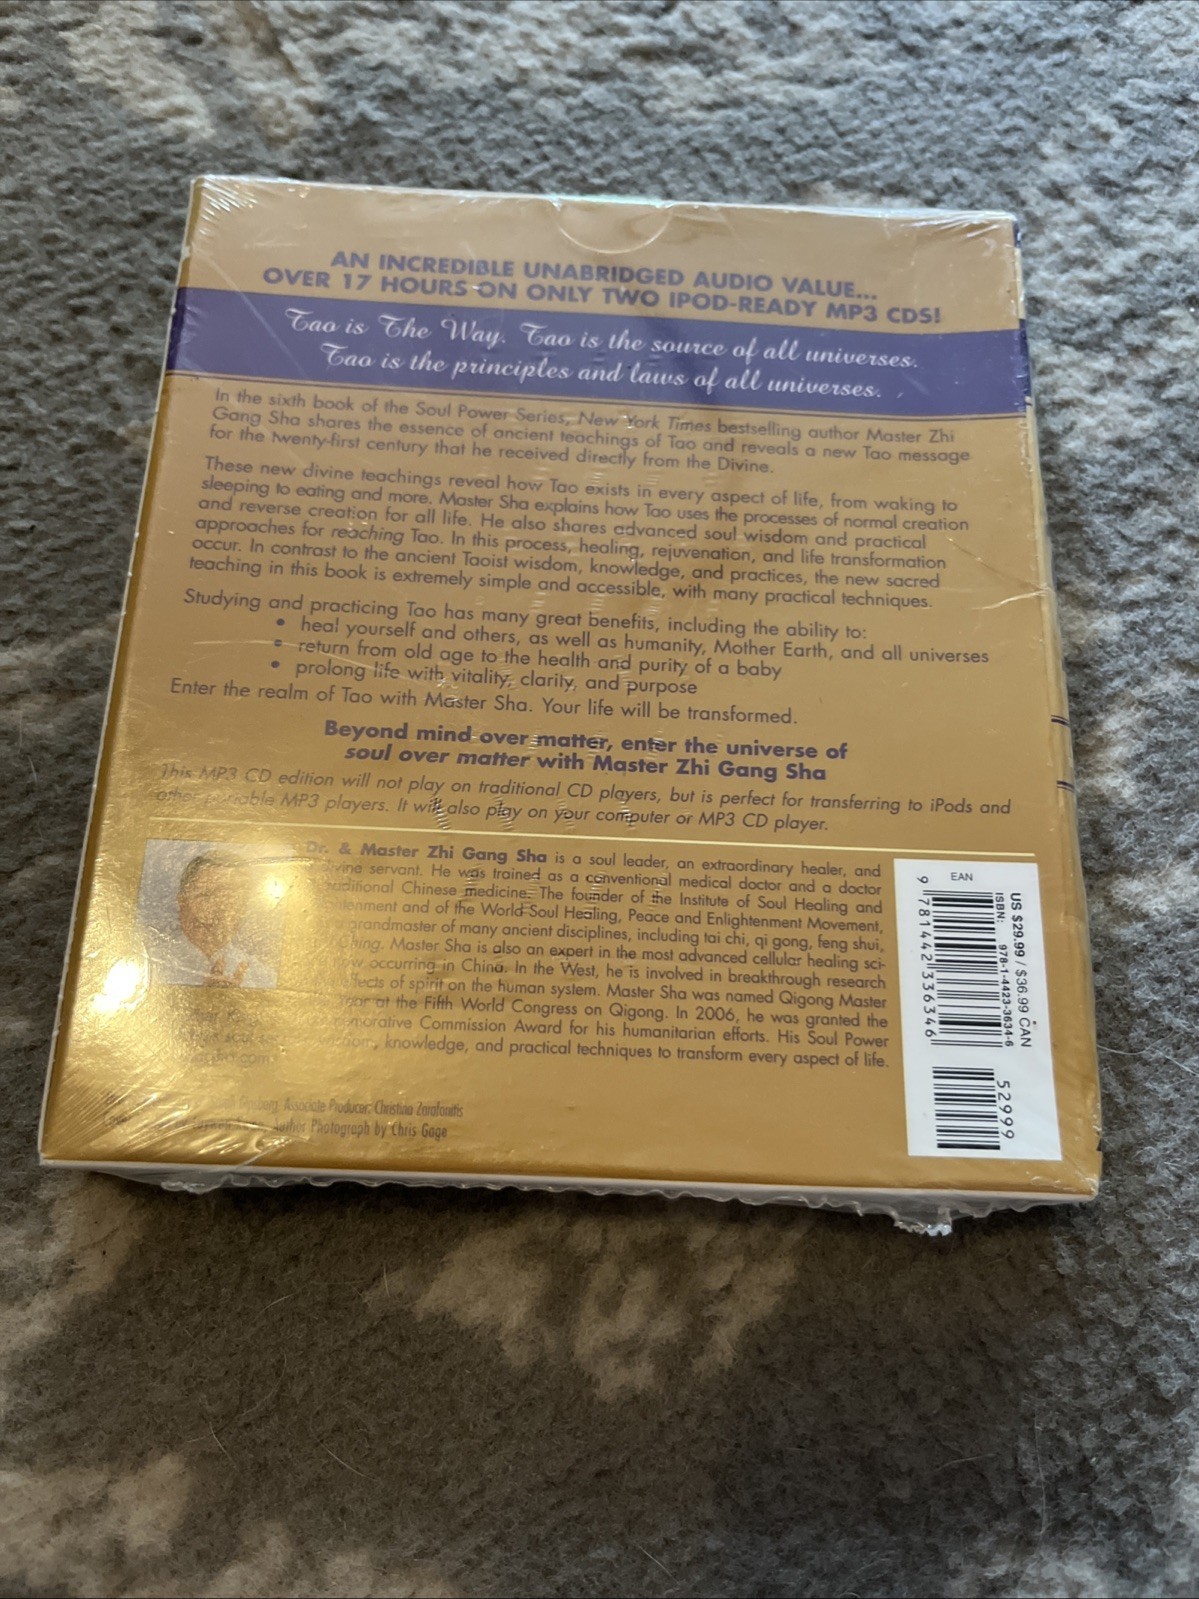 AN INCREDIBLE UNABRIDGED AUDIO VALUE...
OVER 17 HOURS ON ONLY TWO IPOD-READY MP3 CDS!
Tao is The Way. Tao is the source of all universes.
Tao is the principles and laws of all universes.
In the sixth book of the Soul Power Series, New York Times bestselling author Master Zhi
Gang Sha shares the essence of ancient teachings of Tao and reveals a new Tao message
for the twenty-first century that he received directly from the Divine.
These new divine teachings reveal how Tao exists in every aspect of life, from waking to
sleeping to eating and more. Master Sha explains how Tao uses the processes of normal creation
and reverse creation for all life. He also shares advanced soul wisdom and practical
approaches for reaching Tao. In this process, healing, rejuvenation, and life transformation
occur. In contrast to the ancient Taoist wisdom, knowledge, and practices, the new sacred
teaching in this book is extremely simple and accessible, with many practical techniques.
Studying and practicing Tao has many great benefits, including the ability to:
• heal yourself and others, as well as humanity, Mother Earth, and all universes
• return from old age to the health and purity of a baby
• prolong life with vitality, clarity, and purpose
Enter the realm of Tao with Master Sha. Your life will be transformed.
Beyond mind over matter, enter the universe of
soul over matter with Master Zhi Gang Sha
This MP3 CD edition will not play on traditional CD players, but is perfect for transferring to iPods and
other portable MP3 players. It will also play on your computer or MP3 CD player.
Dr. & Master Zhi Gang Sha is a soul leader, an extraordinary healer, and
divine servant. He was trained as a conventional medical doctor and a doctor
traditional Chinese medicine. The founder of the Institute of Soul Healing and
and of the World Soul Healing, Peace and Enlightenment Movement,
grandmaster of many ancient disciplines, including tai chi, qi gong, feng shui,
Ching. Master Sha is also an expert in the most advanced cellular healing sci-
occurring in China. In the West, he is involved in breakthrough research
effects of spirit on the human system. Master Sha was named Qigong Master
Year at the Fifth World Congress on Qigong. In 2006, he was granted the
Commission Award for his humanitarian efforts. His Soul Power
knowledge, and practical techniques to transform every aspect of life.
Associate Producer: Christina Zarafonitis
Author Photograph by Chris Gage
EAN
US $29.99 / $36.99 CAN
ISBN: 978-1-4423-3634-6
9 781442 336346
52999